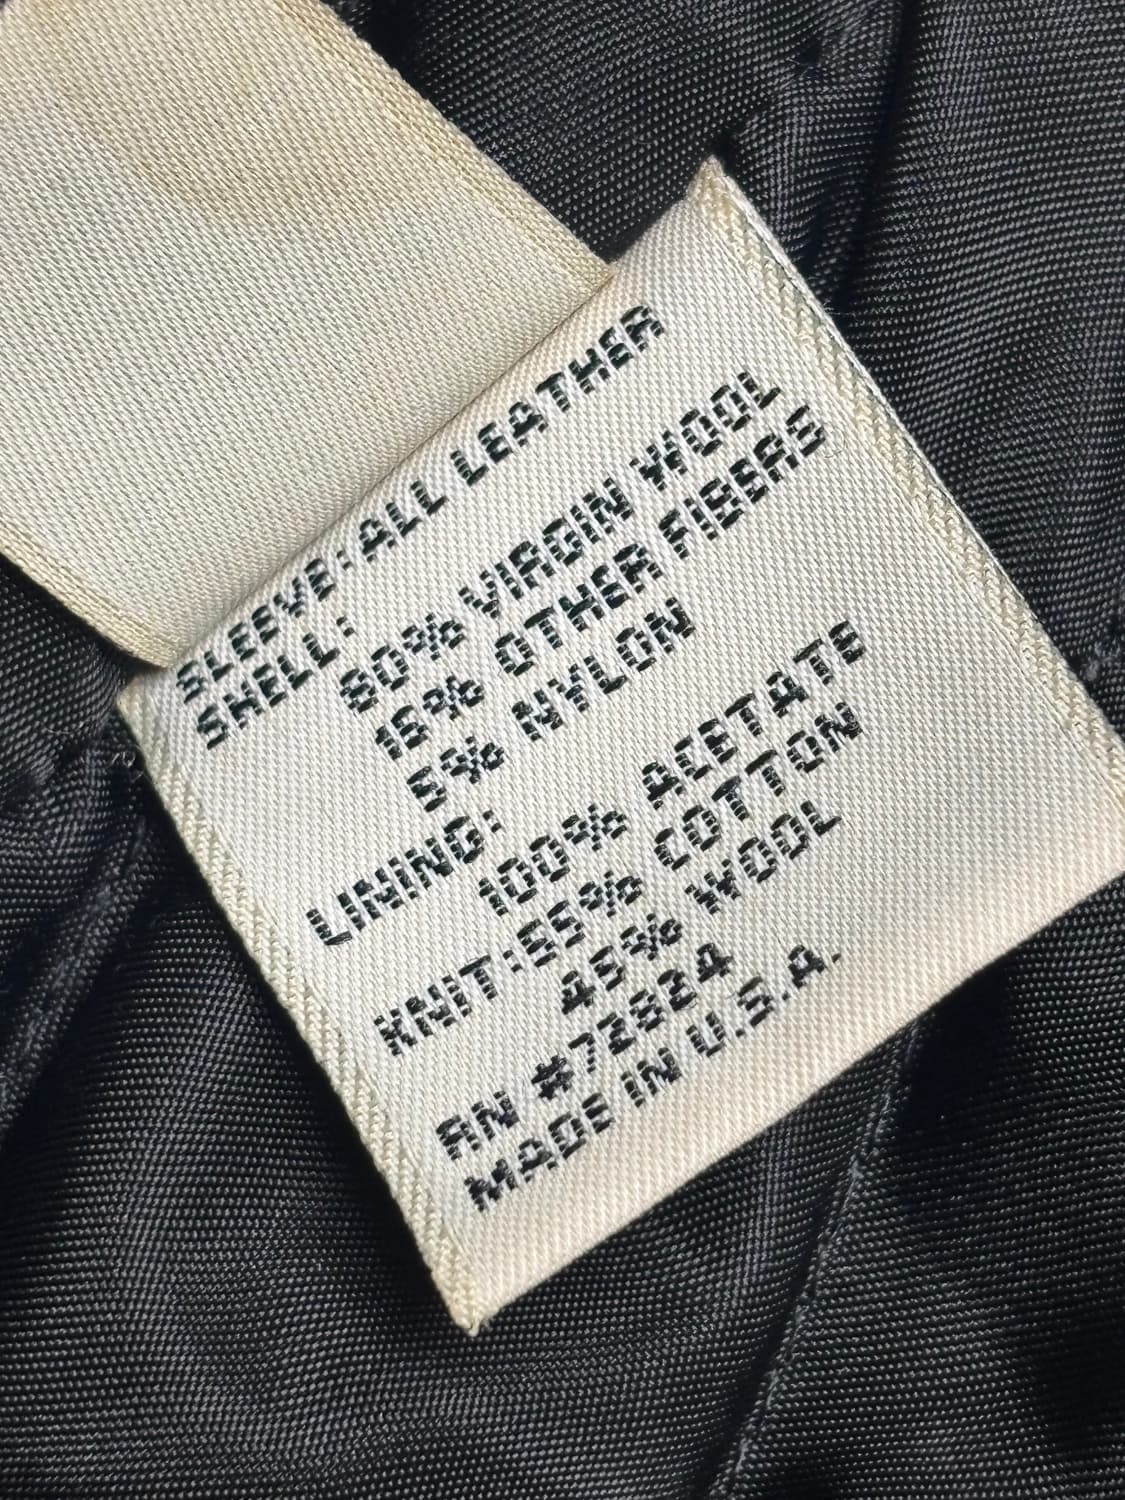 SLEEVE: ALL LEATHER
SHELL:
80% VIRGIN WOOL
15% OTHER FIBERS
5% NYLON
LINING:
100% ACETATE
KNIT: 55% COTTON
45% WOOL
RN #72824
MADE IN U.S.A.